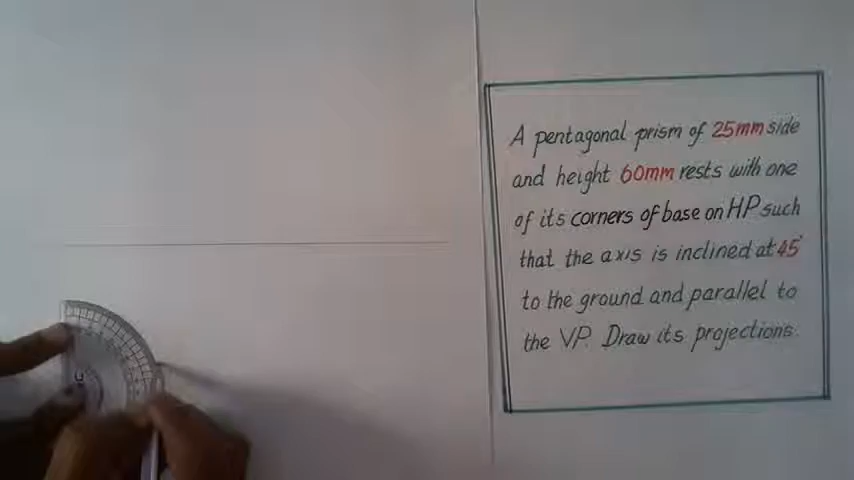 A pentagonal prism of 25mm side
and height 60mm rests with one
of its corners of base on HP such
that the axis is inclined at 45°
to the ground and parallel to
the VP. Draw its projections.